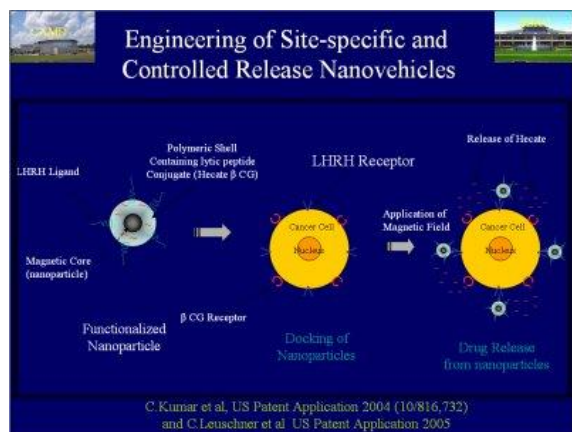 Engineering of Site-specific and
Controlled Release Nanovehicles
Polymeric Shell
Containing lytic peptide
Conjugate (Hecate β CG)
LHRH Ligand
Magnetic Core
(nanoparticle)
Functionalized
Nanoparticle
LHRH Receptor
Cancer Cell
Nucleus
β CG Receptor
Docking of
Nanoparticles
Application of
Magnetic Field
Release of Hecate
Cancer Cell
Nucleus
Drug Release
from nanoparticles
C.Kumar et al, US Patent Application 2004 (10/816,732)
and C.Leuschner et al US Patent Application 2005